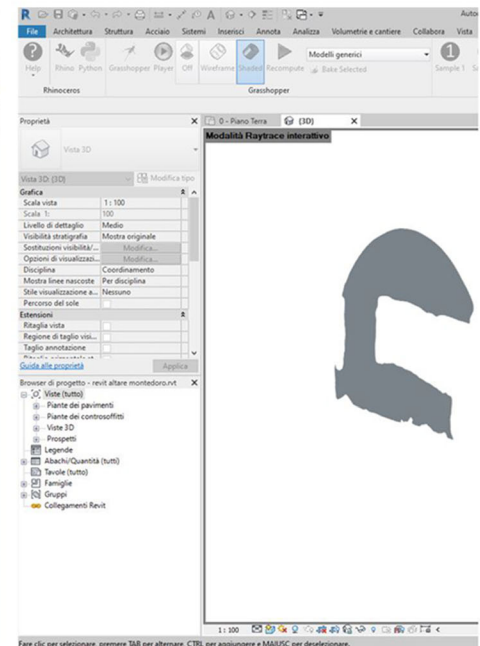 Autod
File Architettura Struttura Acciaio Sistemi Inserisci Annota Analizza Volumetrie e cantiere Collabora Vista
Help Rhino Python Grasshopper Player Off Wireframe Shaded Recompute Modelli generici Bake Selected Sample 1
Rhinoceros Grasshopper
Proprietà 0 - Piano Terra {3D}
Modalità Raytrace interattivo
Vista 3D
Vista 3D: {3D} Modifica tipo
Grafica
Scala vista 1 : 100
Scala 1: 100
Livello di dettaglio Medio
Visibilità stratigrafia Mostra originale
Sostituzioni visibilità/... Modifica...
Opzioni di visualizzaci... Modifica...
Disciplina Coordinamento
Mostra linee nascoste Per disciplina
Stile visualizzazione a... Nessuno
Percorso del sole
Estensioni
Ritaglia vista
Regione di taglio visi...
Taglio annotazione
Guida alle proprietà Applica
Browser di progetto - revit altare montedoro.rvt
Viste (tutto)
Piante dei pavimenti
Piante dei controsoffitti
Viste 3D
Prospetti
Legende
Abachi/Quantità (tutti)
Tavole (tutto)
Famiglie
Gruppi
Collegamenti Revit
1 : 100
Fare clic per selezionare, premere TAB per alternare, CTRL per aggiungere e MAIUSC per deselezionare.